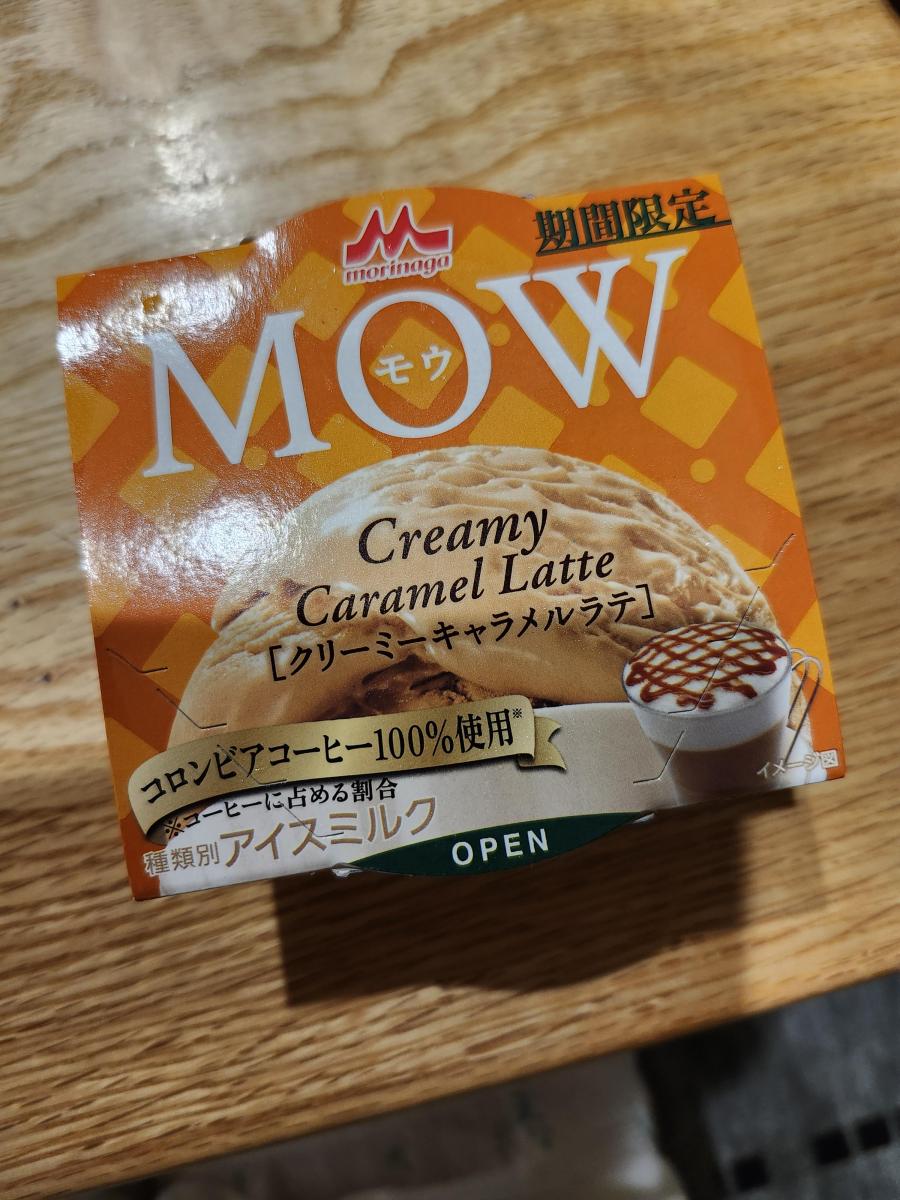 morinaga
期間限定
MOW
モウ
Creamy
Caramel Latte
[クリーミーキャラメルラテ]
コロンビアコーヒー100%使用※
※コーヒーに占める割合
種類別アイスミルク
イメージ図
OPEN